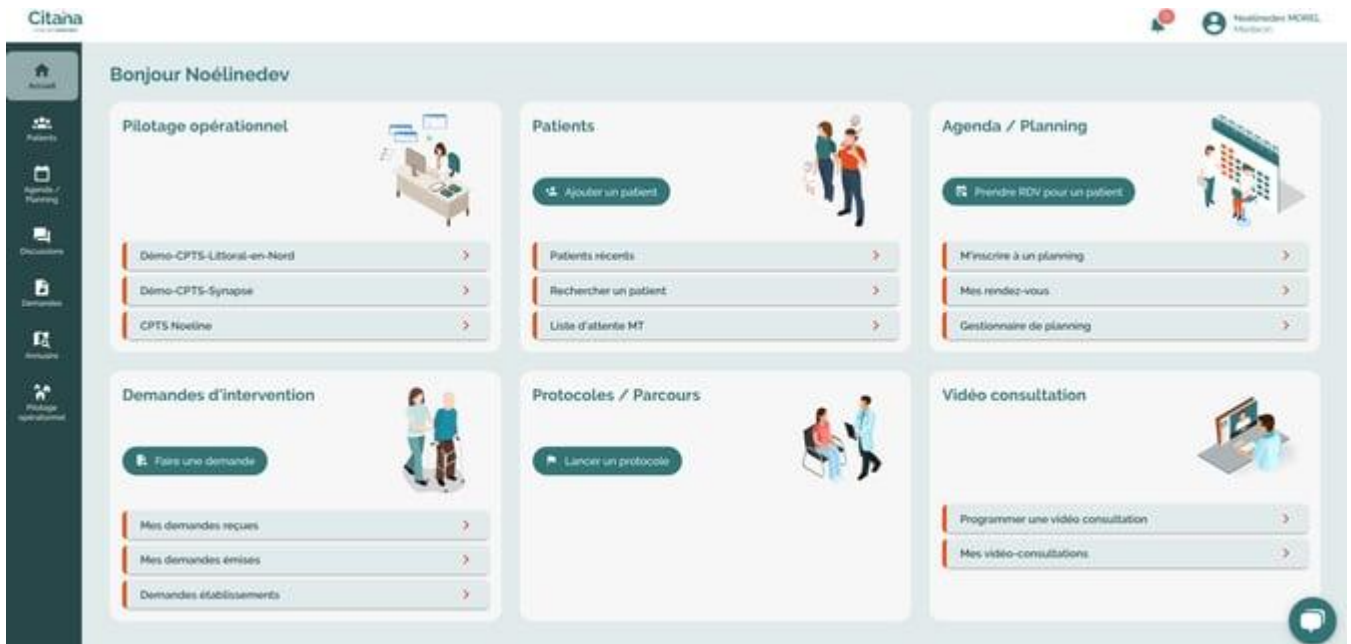 Citana
Noélinedev MOREL
Médecin
Accueil
Patients
Agenda /
Planning
Discussions
Demandes
Annuaire
Pilotage
opérationnel
Bonjour Noélinedev
Pilotage opérationnel
Démo-CPTS-Littoral-en-Nord
Démo-CPTS-Synapse
CPTS Noeline
Patients
Ajouter un patient
Patients récents
Rechercher un patient
Liste d'attente MT
Agenda / Planning
Prendre RDV pour un patient
M'inscrire à un planning
Mes rendez-vous
Gestionnaire de planning
Demandes d'intervention
Faire une demande
Mes demandes reçues
Mes demandes émises
Demandes établissements
Protocoles / Parcours
Lancer un protocole
Vidéo consultation
Programmer une vidéo consultation
Mes vidéo-consultations